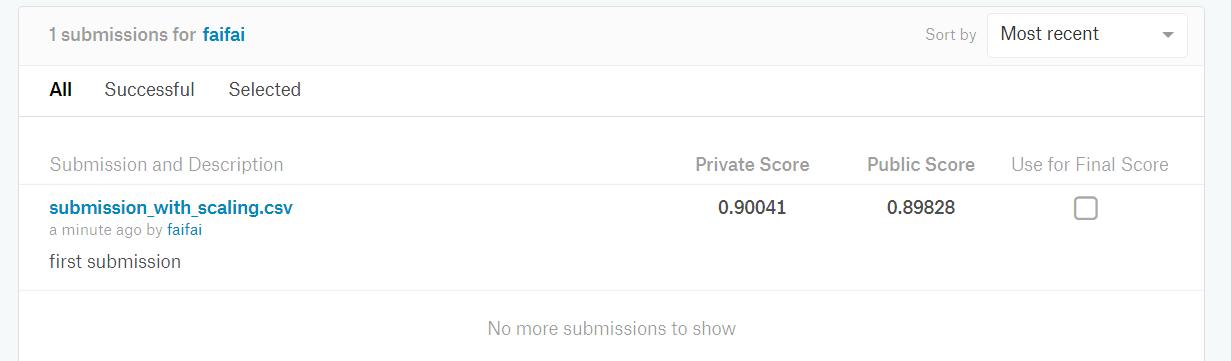 1 submissions for faifai
Sort by Most recent
All Successful Selected
Submission and Description Private Score Public Score Use for Final Score
submission_with_scaling.csv 0.90041 0.89828
a minute ago by faifai
first submission
No more submissions to show